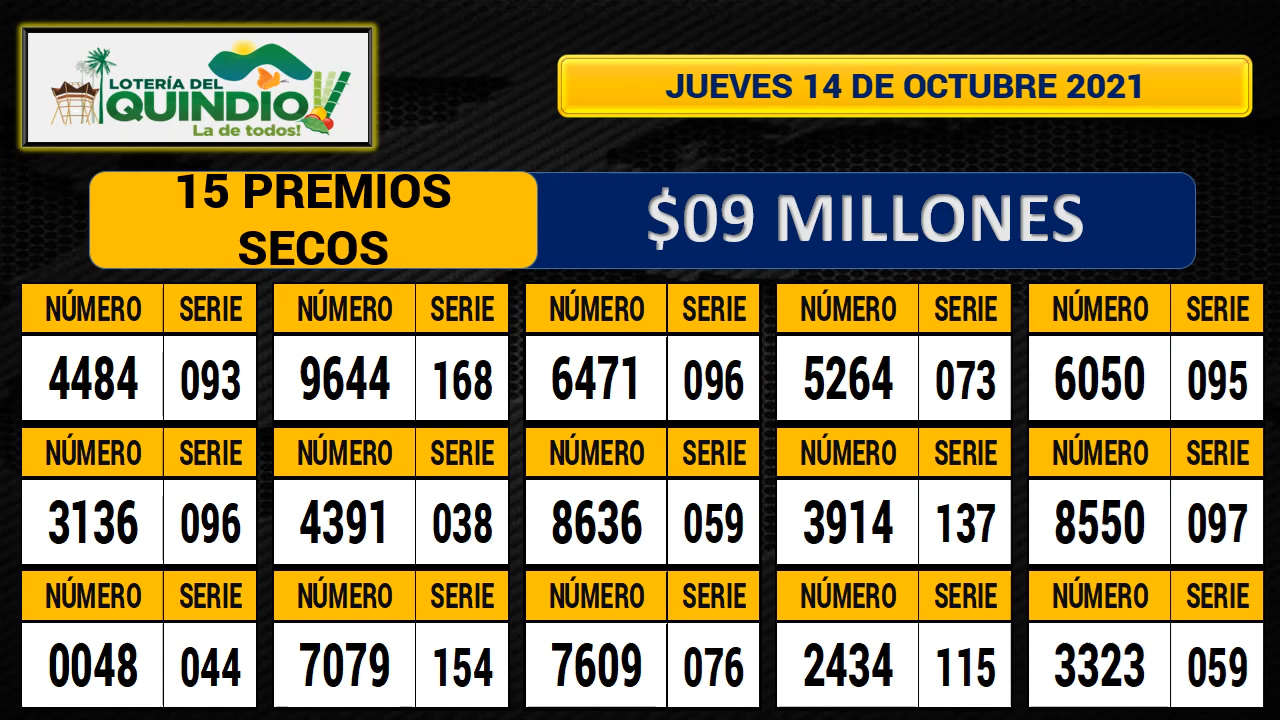 LOTERÍA DEL
QUINDIO
La de todos!
JUEVES 14 DE OCTUBRE 2021
15 PREMIOS
SECOS
$09 MILLONES
NÚMERO SERIE NÚMERO SERIE NÚMERO SERIE NÚMERO SERIE NÚMERO SERIE
4484 093 9644 168 6471 096 5264 073 6050 095
NÚMERO SERIE NÚMERO SERIE NÚMERO SERIE NÚMERO SERIE NÚMERO SERIE
3136 096 4391 038 8636 059 3914 137 8550 097
NÚMERO SERIE NÚMERO SERIE NÚMERO SERIE NÚMERO SERIE NÚMERO SERIE
0048 044 7079 154 7609 076 2434 115 3323 059